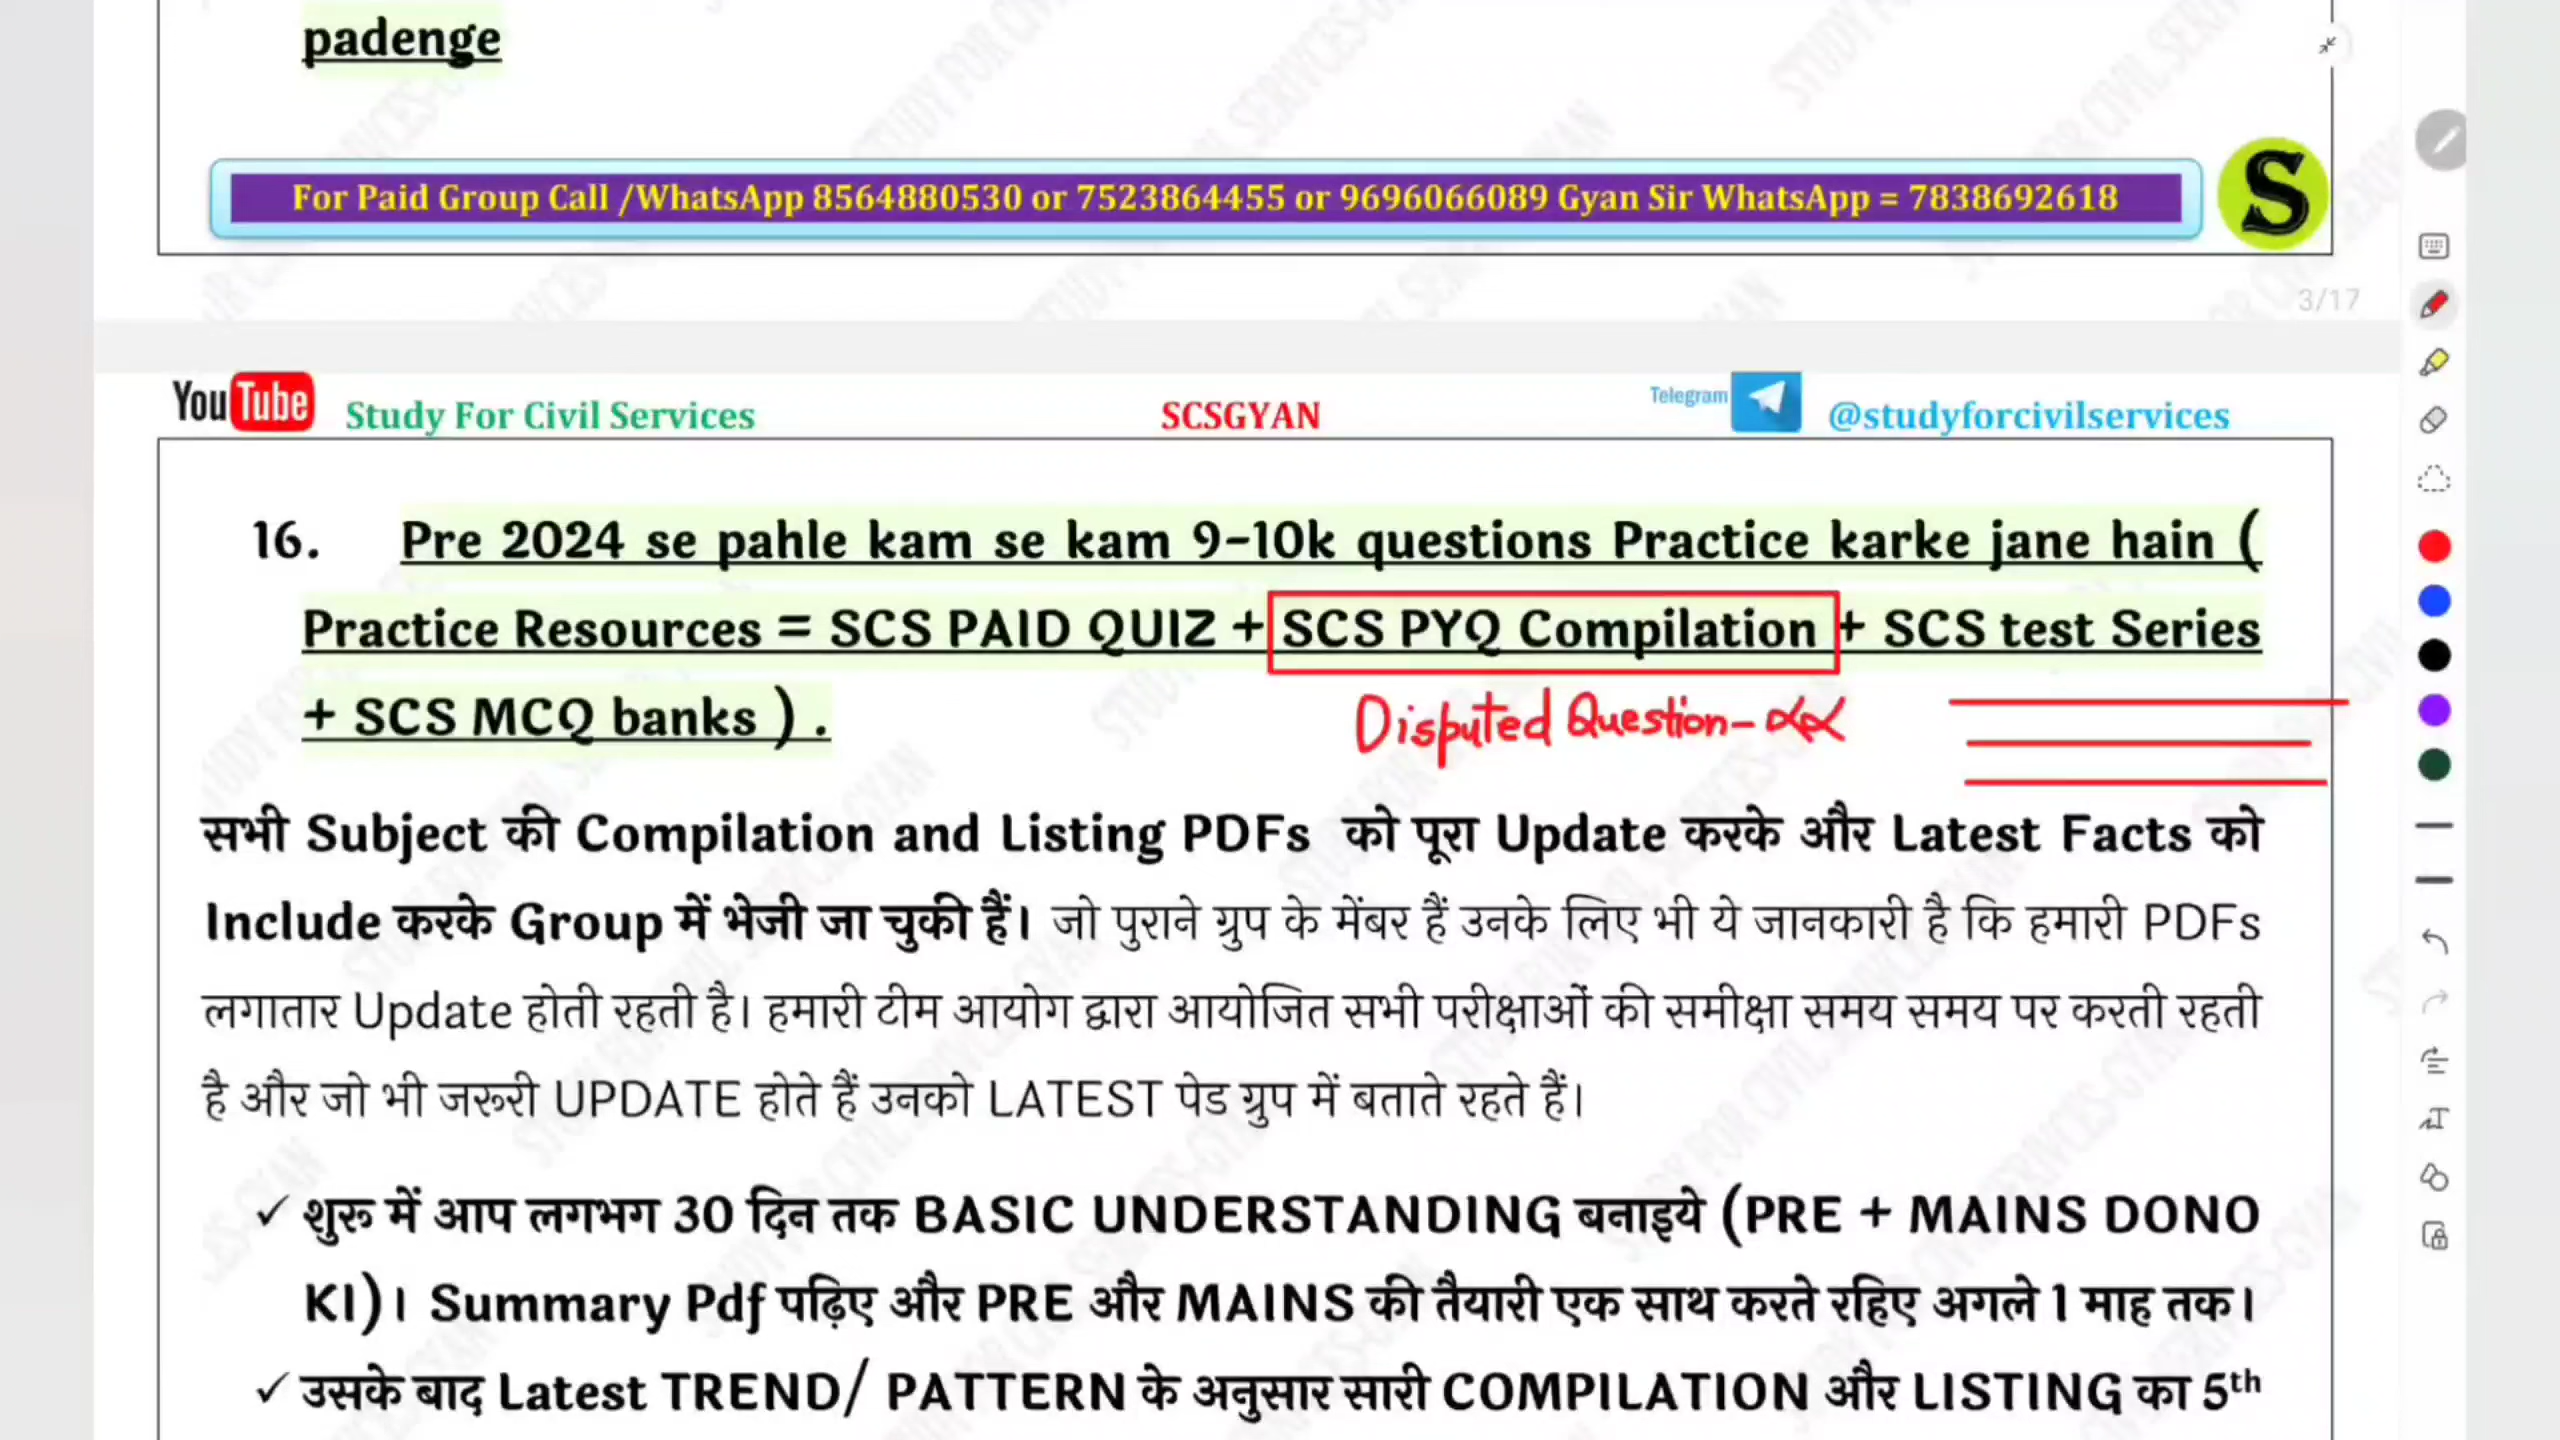 padenge
For Paid Group Call /WhatsApp 8564880530 or 7523864455 or 9696066089 Gyan Sir WhatsApp = 7838692618
S
3/17
YouTube Study For Civil Services SCSGYAN Telegram @studyforcivilservices
16. Pre 2024 se pahle kam se kam 9-10k questions Practice karke jane hain (
Practice Resources = SCS PAID QUIZ + SCS PYQ Compilation + SCS test Series
+ SCS MCQ banks ) .
Disputed Question -
सभी Subject की Compilation and Listing PDFs को पूरा Update करके और Latest Facts को
Include करके Group में भेजी जा चुकी हैं। जो पुराने ग्रुप के मेंबर हैं उनके लिए भी ये जानकारी है कि हमारी PDFs
लगातार Update होती रहती है। हमारी टीम आयोग द्वारा आयोजित सभी परीक्षाओं की समीक्षा समय समय पर करती रहती
है और जो भी जरूरी UPDATE होते हैं उनको LATEST पेड ग्रुप में बताते रहते हैं।
✓ शुरू में आप लगभग 30 दिन तक BASIC UNDERSTANDING बनाइये (PRE + MAINS DONO
KI)। Summary Pdf पढ़िए और PRE और MAINS की तैयारी एक साथ करते रहिए अगले 1 माह तक।
✓ उसके बाद Latest TREND/ PATTERN के अनुसार सारी COMPILATION और LISTING का 5th